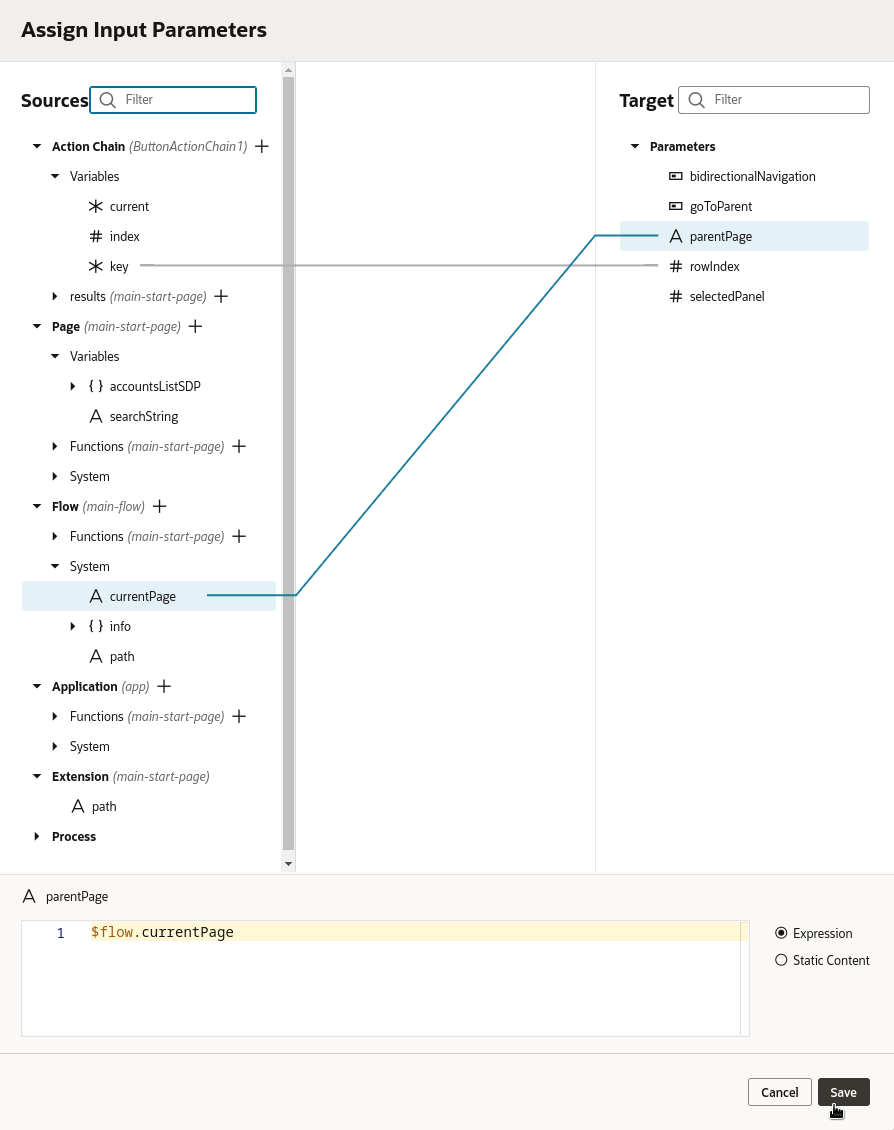 Assign Input Parameters
Sources
Filter
Action Chain (ButtonActionChain1)
Variables
current
index
key
results (main-start-page)
Page (main-start-page)
Variables
{ } accountsListSDP
searchString
Functions (main-start-page)
System
Flow (main-flow)
Functions (main-start-page)
System
currentPage
{ } info
path
Application (app)
Functions (main-start-page)
System
Extension (main-start-page)
path
Process
Target
Filter
Parameters
bidirectionalNavigation
goToParent
parentPage
rowIndex
selectedPanel
parentPage
1 $flow.currentPage
Expression
Static Content
Cancel
Save